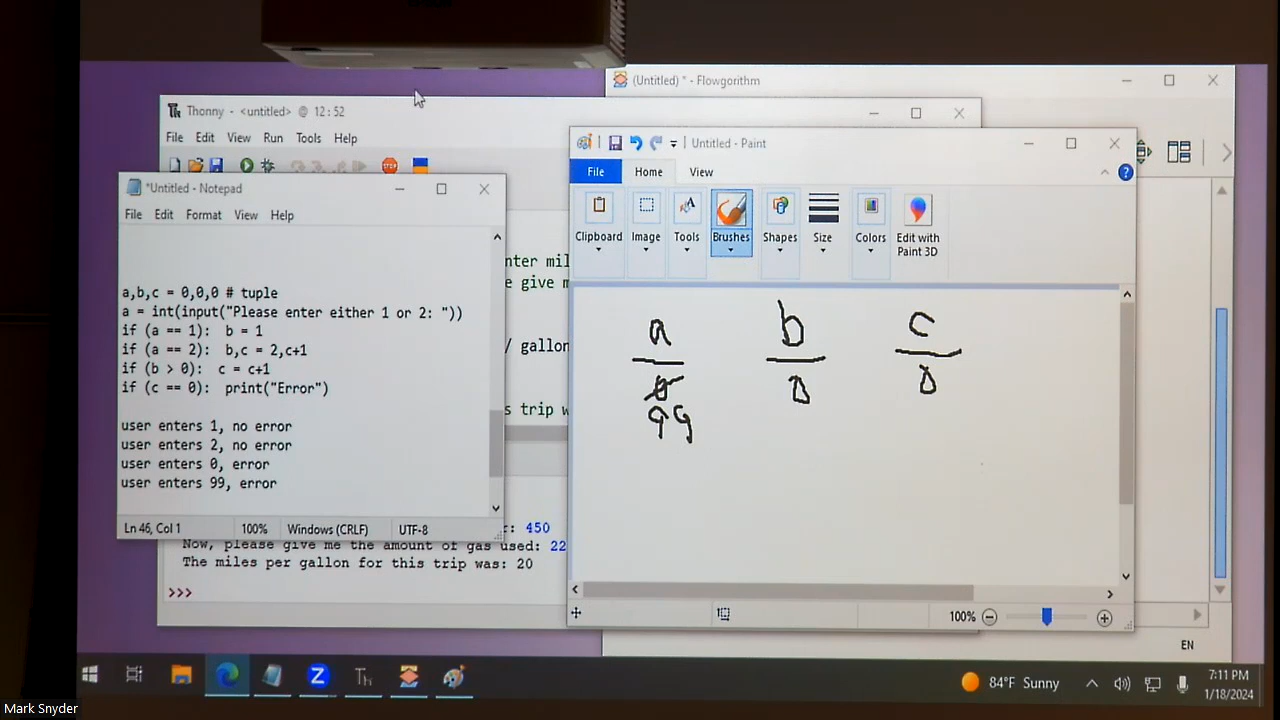 (Untitled) * - Flowgorithm
Thonny - <untitled> @ 12:52
File Edit View Run Tools Help
Untitled - Paint
File Home View
Clipboard Image Tools Brushes Shapes Size Colors Edit with
Paint 3D
*Untitled - Notepad
File Edit Format View Help
a,b,c = 0,0,0 # tuple
a = int(input("Please enter either 1 or 2: "))
if (a == 1):  b = 1
if (a == 2):  b,c = 2,c+1
if (b > 0):  c = c+1
if (c == 0):  print("Error")
user enters 1, no error
user enters 2, no error
user enters 0, error
user enters 99, error
Ln 46, Col 1 100% Windows (CRLF) UTF-8
nter mil
e give m
/ gallon
s trip w
a b c
0 0 0
99
r: 450
Now, please give me the amount of gas used: 22
The miles per gallon for this trip was: 20
>>>
100%
EN
84°F Sunny
7:11 PM
1/18/2024
Mark Snyder